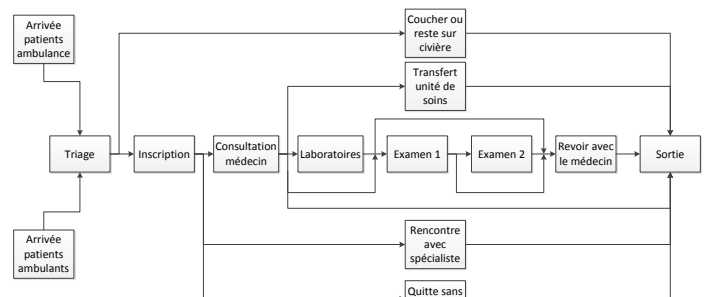 Arrivée
patients
ambulance
Coucher ou
reste sur
civière
Transfert
unité de
soins
Triage
Inscription
Consultation
médecin
Laboratoires
Examen 1
Examen 2
Revoir avec
le médecin
Sortie
Arrivée
patients
ambulants
Rencontre
avec
spécialiste
Quitte sans